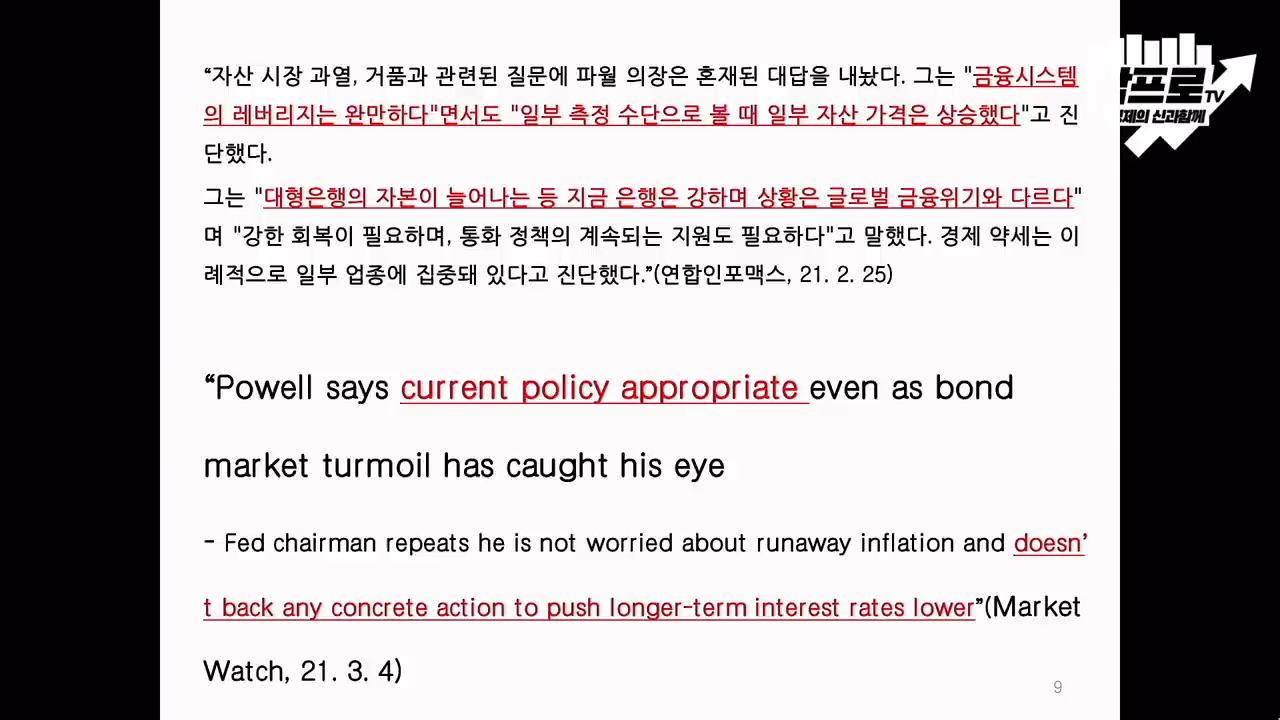 “자산 시장 과열, 거품과 관련된 질문에 파월 의장은 혼재된 대답을 내놨다. 그는 "금융시스템
의 레버리지는 완만하다"면서도 "일부 측정 수단으로 볼 때 일부 자산 가격은 상승했다"고 진
단했다.
그는 "대형은행의 자본이 늘어나는 등 지금 은행은 강하며 상황은 글로벌 금융위기와 다르다"
며 "강한 회복이 필요하며, 통화 정책의 계속되는 지원도 필요하다"고 말했다. 경제 약세는 이
례적으로 일부 업종에 집중돼 있다고 진단했다.”(연합인포맥스, 21. 2. 25)
“Powell says current policy appropriate even as bond
market turmoil has caught his eye
- Fed chairman repeats he is not worried about runaway inflation and doesn’
t back any concrete action to push longer-term interest rates lower”(Market
Watch, 21. 3. 4)
9
프로TV
의 신과함께